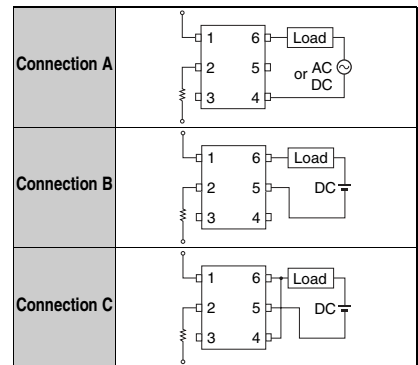 Connection A
1 6 Load
2 5 or AC
DC
3 4
Connection B
1 6 Load
2 5 DC
3 4
Connection C
1 6 Load
2 5 DC
3 4